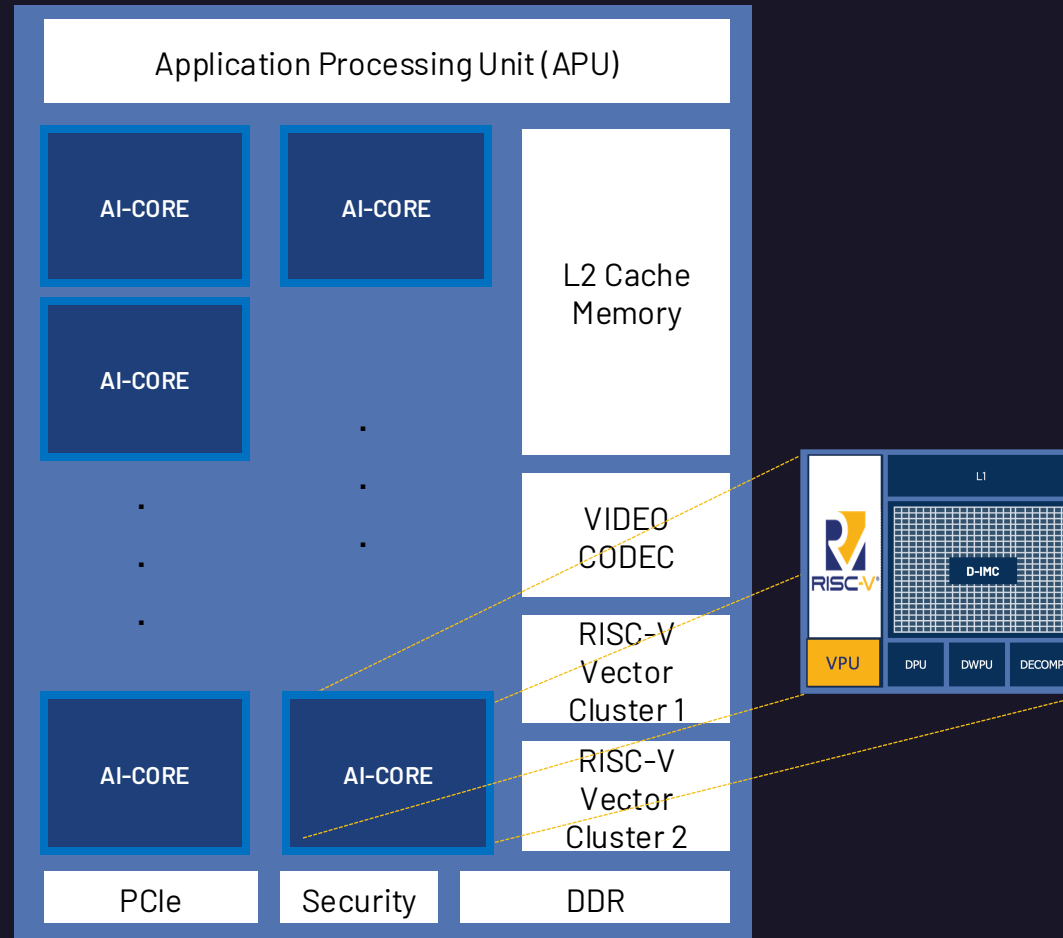 Application Processing Unit (APU)
AI-CORE
AI-CORE
L2 Cache
Memory
AI-CORE
VIDEO
CODEC
RISC-V
Vector
Cluster 1
AI-CORE
AI-CORE
RISC-V
Vector
Cluster 2
PCIe
Security
DDR
L1
D-IMC
RISC-V®
VPU
DPU
DWPU
DECOMP